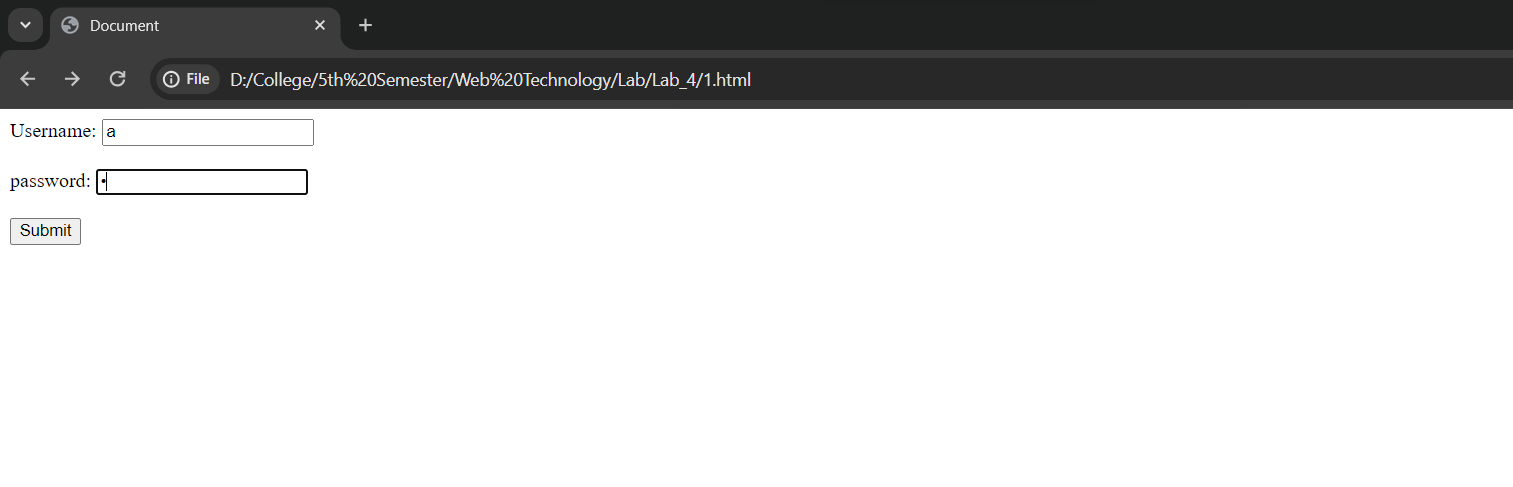 Document
File D:/College/5th%20Semester/Web%20Technology/Lab/Lab_4/1.html
Username: a
password: •
Submit